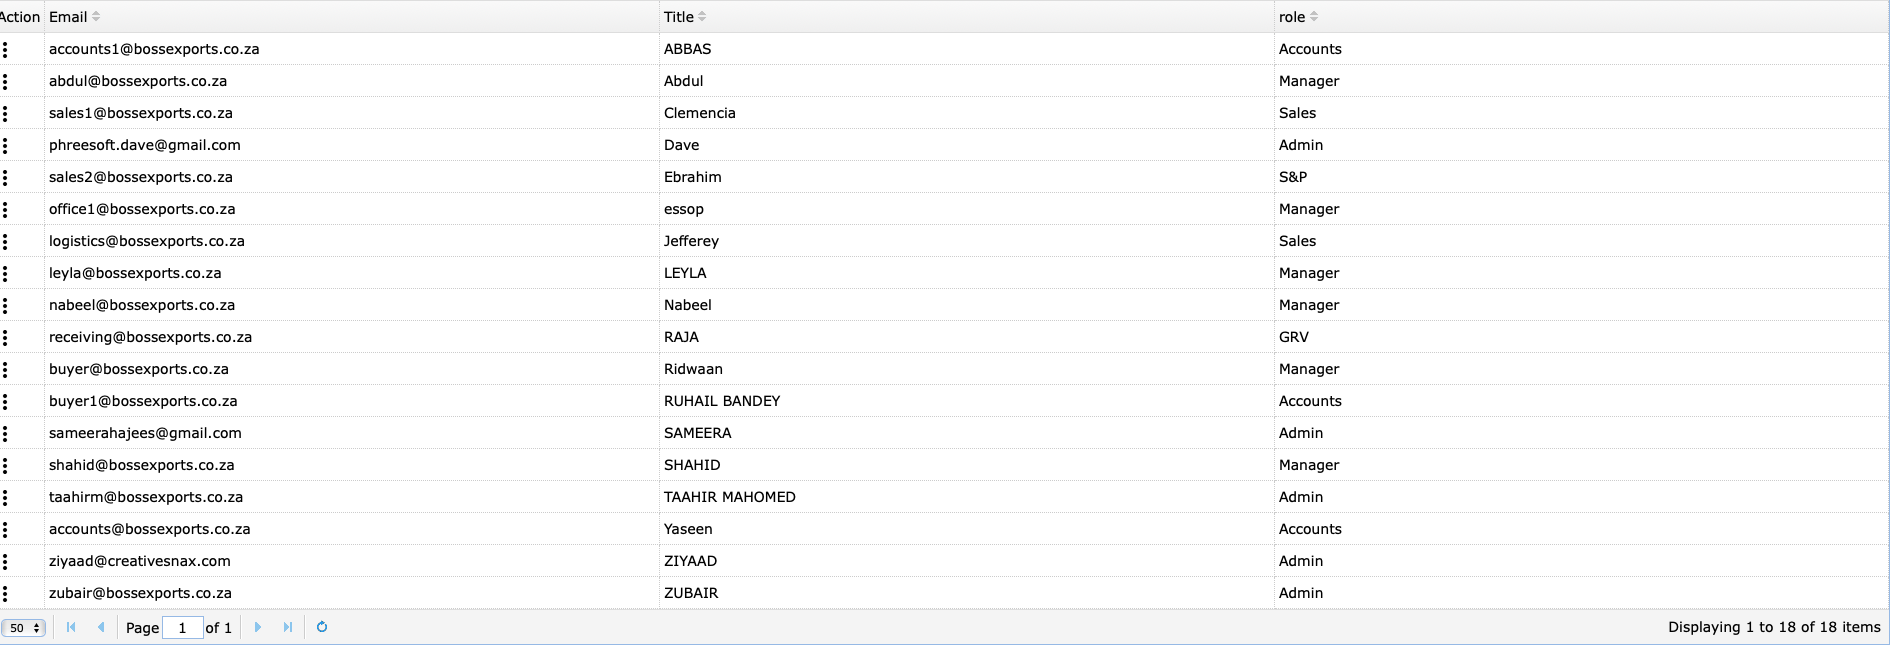 Action Email Title role
accounts1@bossexports.co.za ABBAS Accounts
abdul@bossexports.co.za Abdul Manager
sales1@bossexports.co.za Clemencia Sales
phreesoft.dave@gmail.com Dave Admin
sales2@bossexports.co.za Ebrahim S&P
office1@bossexports.co.za essop Manager
logistics@bossexports.co.za Jefferey Sales
leyla@bossexports.co.za LEYLA Manager
nabeel@bossexports.co.za Nabeel Manager
receiving@bossexports.co.za RAJA GRV
buyer@bossexports.co.za Ridwaan Manager
buyer1@bossexports.co.za RUHAIL BANDEY Accounts
sameerahajees@gmail.com SAMEERA Admin
shahid@bossexports.co.za SHAHID Manager
taahirm@bossexports.co.za TAAHIR MAHOMED Admin
accounts@bossexports.co.za Yaseen Accounts
ziyaad@creativesnax.com ZIYAAD Admin
zubair@bossexports.co.za ZUBAIR Admin
50 Page 1 of 1 Displaying 1 to 18 of 18 items